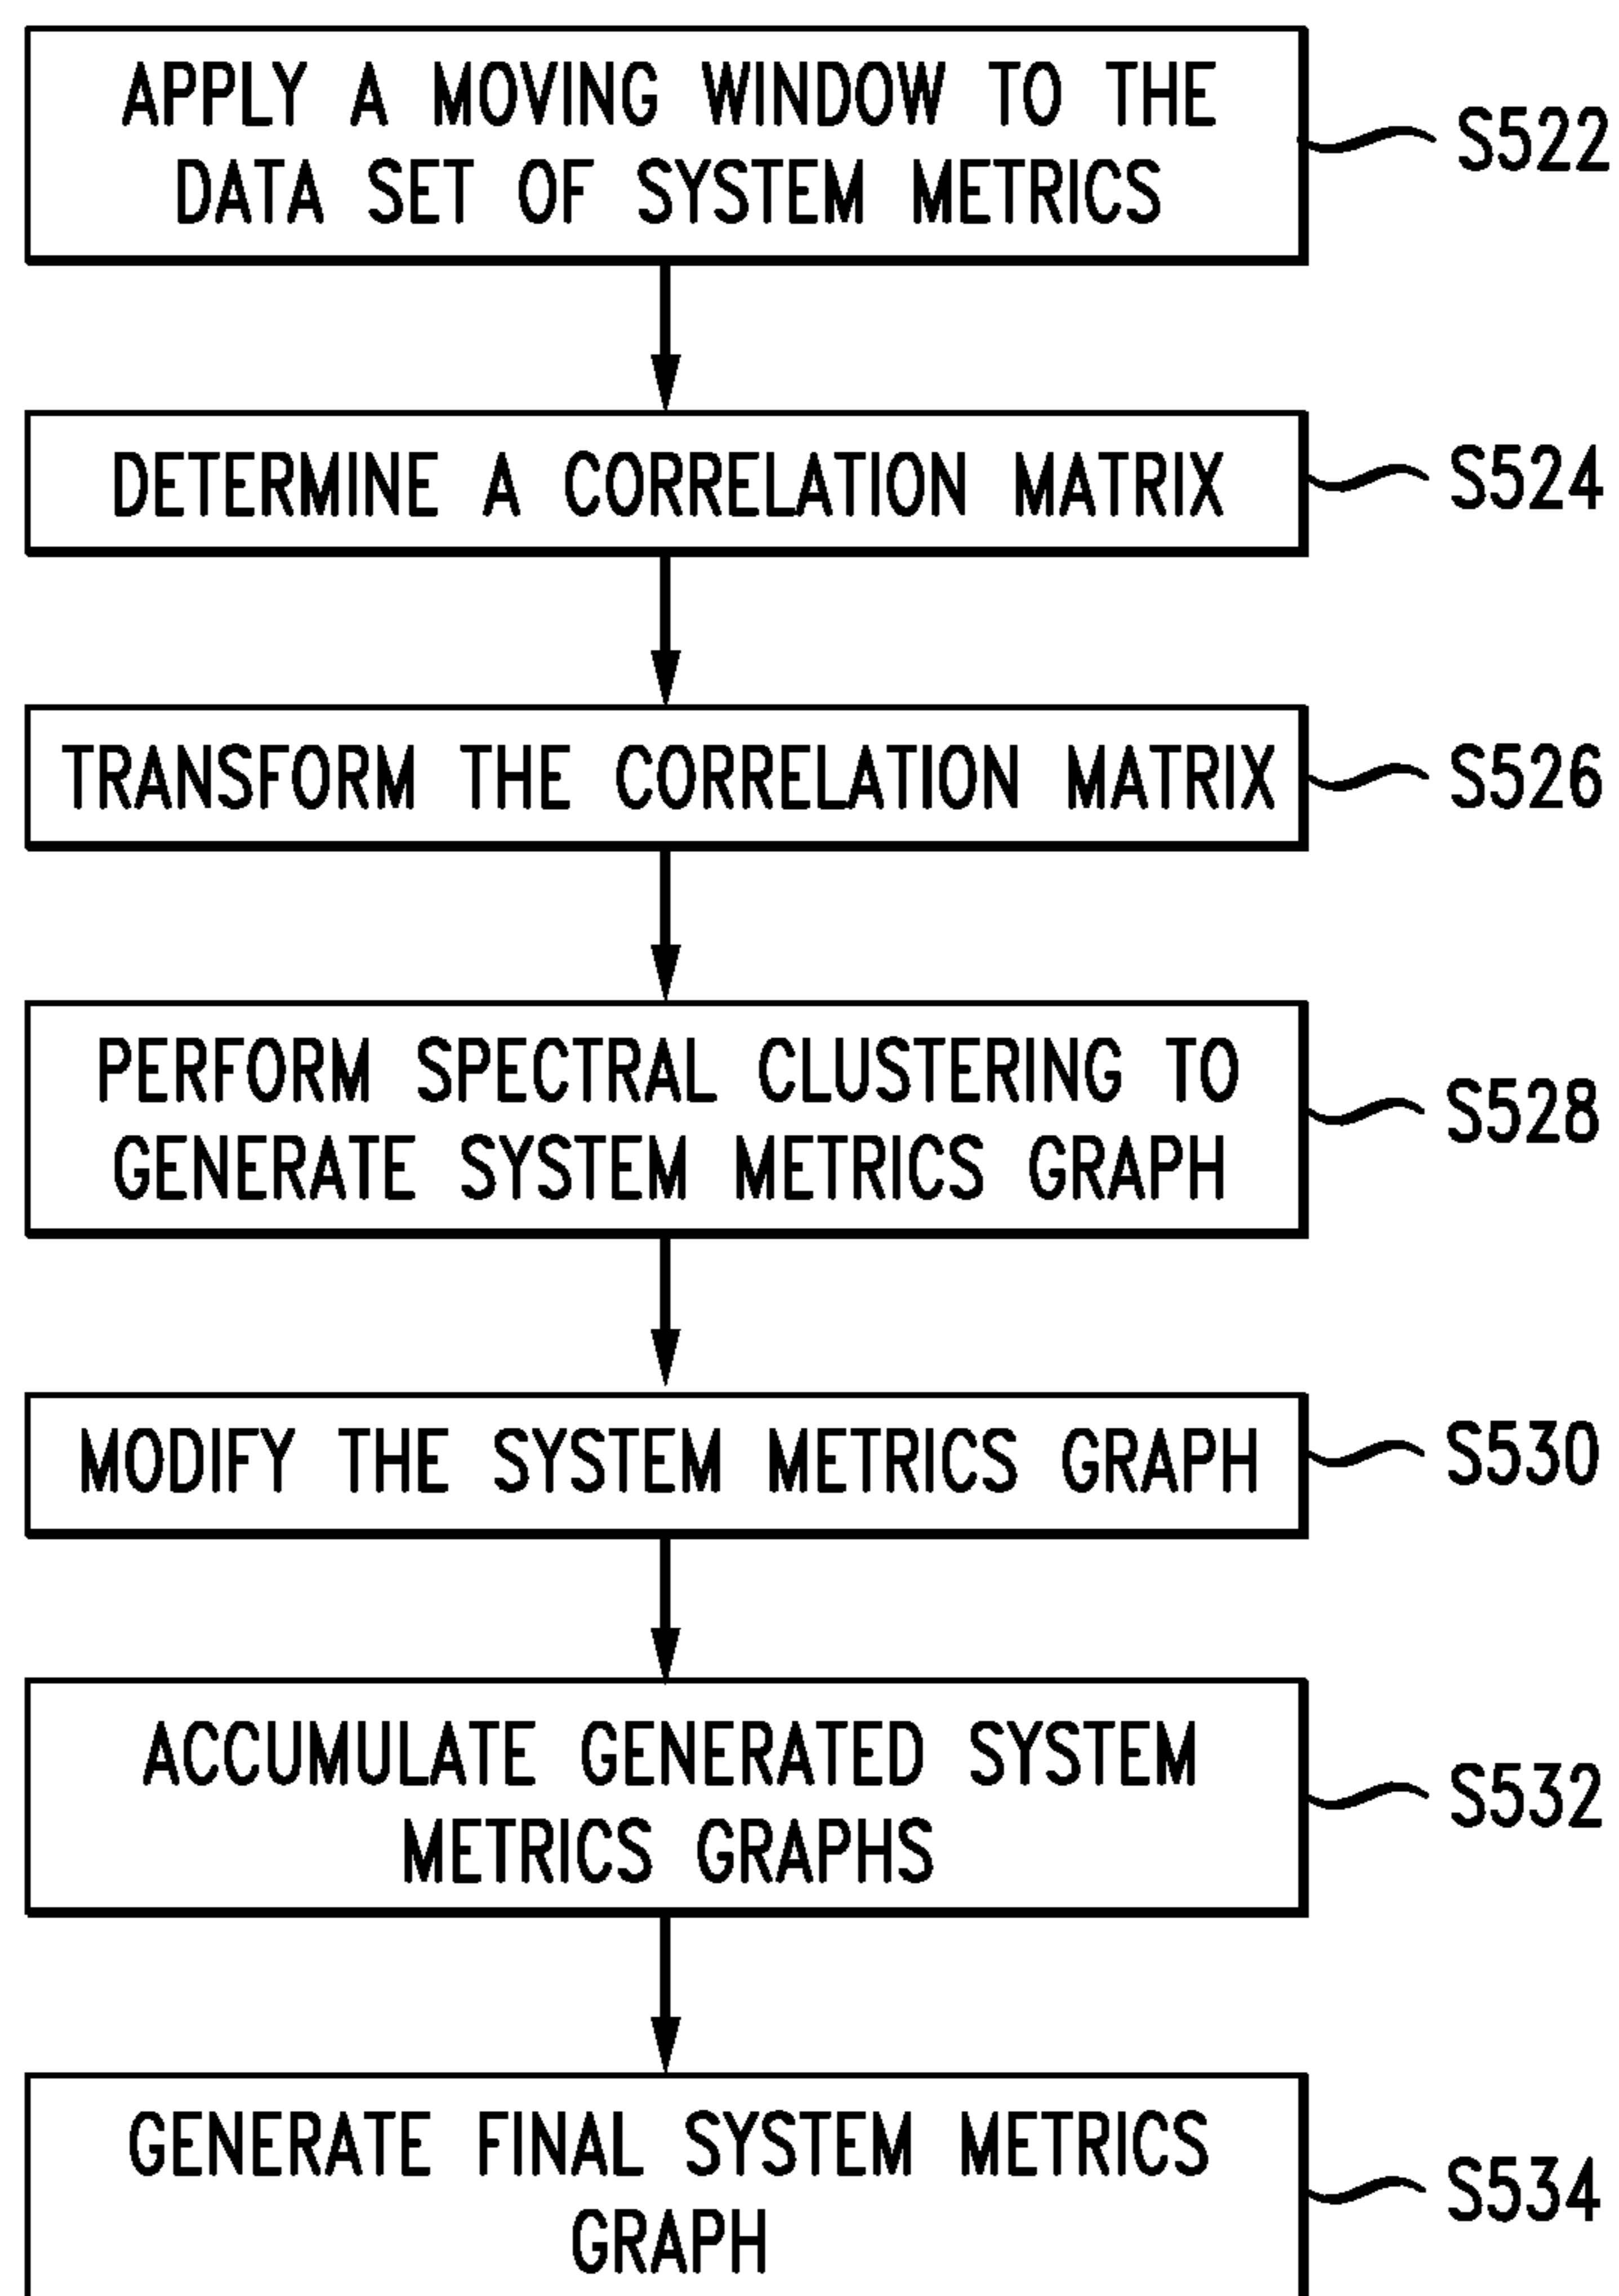 APPLY A MOVING WINDOW TO THE
DATA SET OF SYSTEM METRICS
S522
DETERMINE A CORRELATION MATRIX
S524
TRANSFORM THE CORRELATION MATRIX
S526
PERFORM SPECTRAL CLUSTERING TO
GENERATE SYSTEM METRICS GRAPH
S528
MODIFY THE SYSTEM METRICS GRAPH
S530
ACCUMULATE GENERATED SYSTEM
METRICS GRAPHS
S532
GENERATE FINAL SYSTEM METRICS
GRAPH
S534